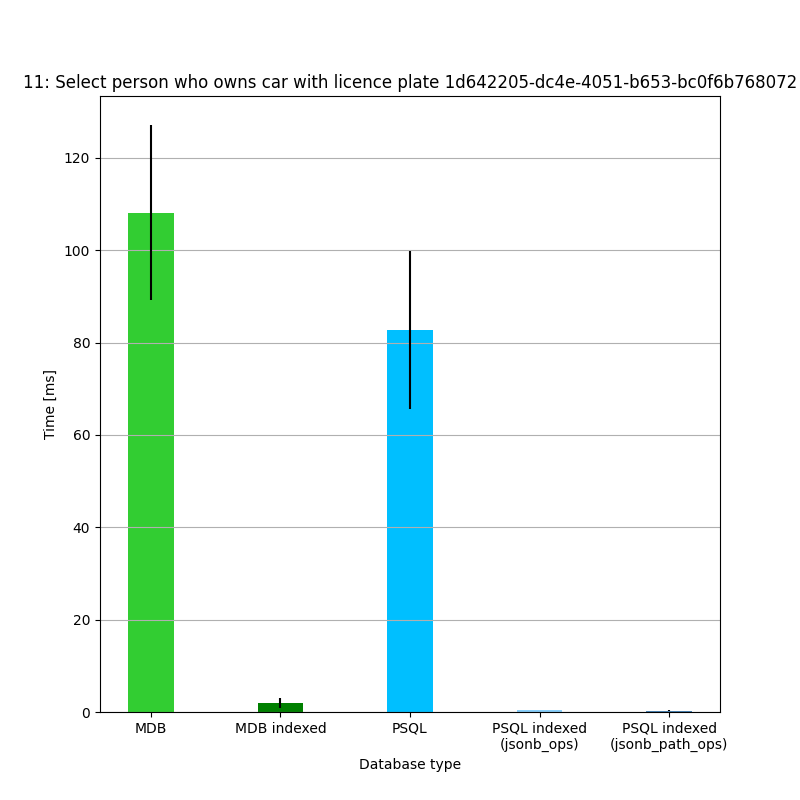 11: Select person who owns car with licence plate 1d642205-dc4e-4051-b653-bc0f6b768072
120
100
80
60
40
20
0
Time [ms]
MDB
MDB indexed
PSQL
PSQL indexed
(jsonb_ops)
PSQL indexed
(jsonb_path_ops)
Database type